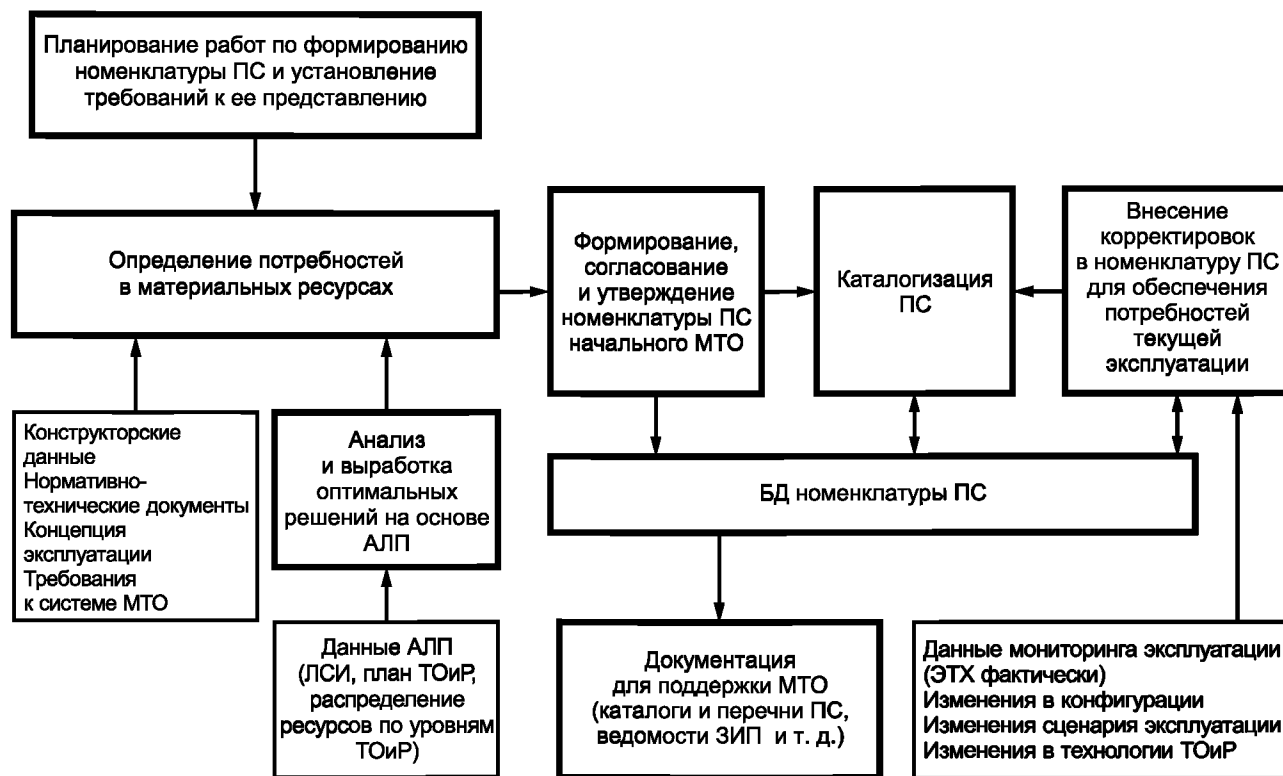 Планирование работ по формированию
номенклатуры ПС и установление
требований к ее представлению
Определение потребностей
в материальных ресурсах
Формирование,
согласование
и утверждение
номенклатуры ПС
начального МТО
Каталогизация
ПС
Внесение
корректировок
в номенклатуру ПС
для обеспечения
потребностей
текущей
эксплуатации
Конструкторские
данные
Нормативно-
технические документы
Концепция
эксплуатации
Требования
к системе МТО
Анализ
и выработка
оптимальных
решений на основе
АЛП
БД номенклатуры ПС
Данные АЛП
(ЛСИ, план ТОиР,
распределение
ресурсов по уровням
ТОиР)
Документация
для поддержки МТО
(каталоги и перечни ПС,
ведомости ЗИП и т. д.)
Данные мониторинга эксплуатации
(ЭТХ фактически)
Изменения в конфигурации
Изменения сценария эксплуатации
Изменения в технологии ТОиР